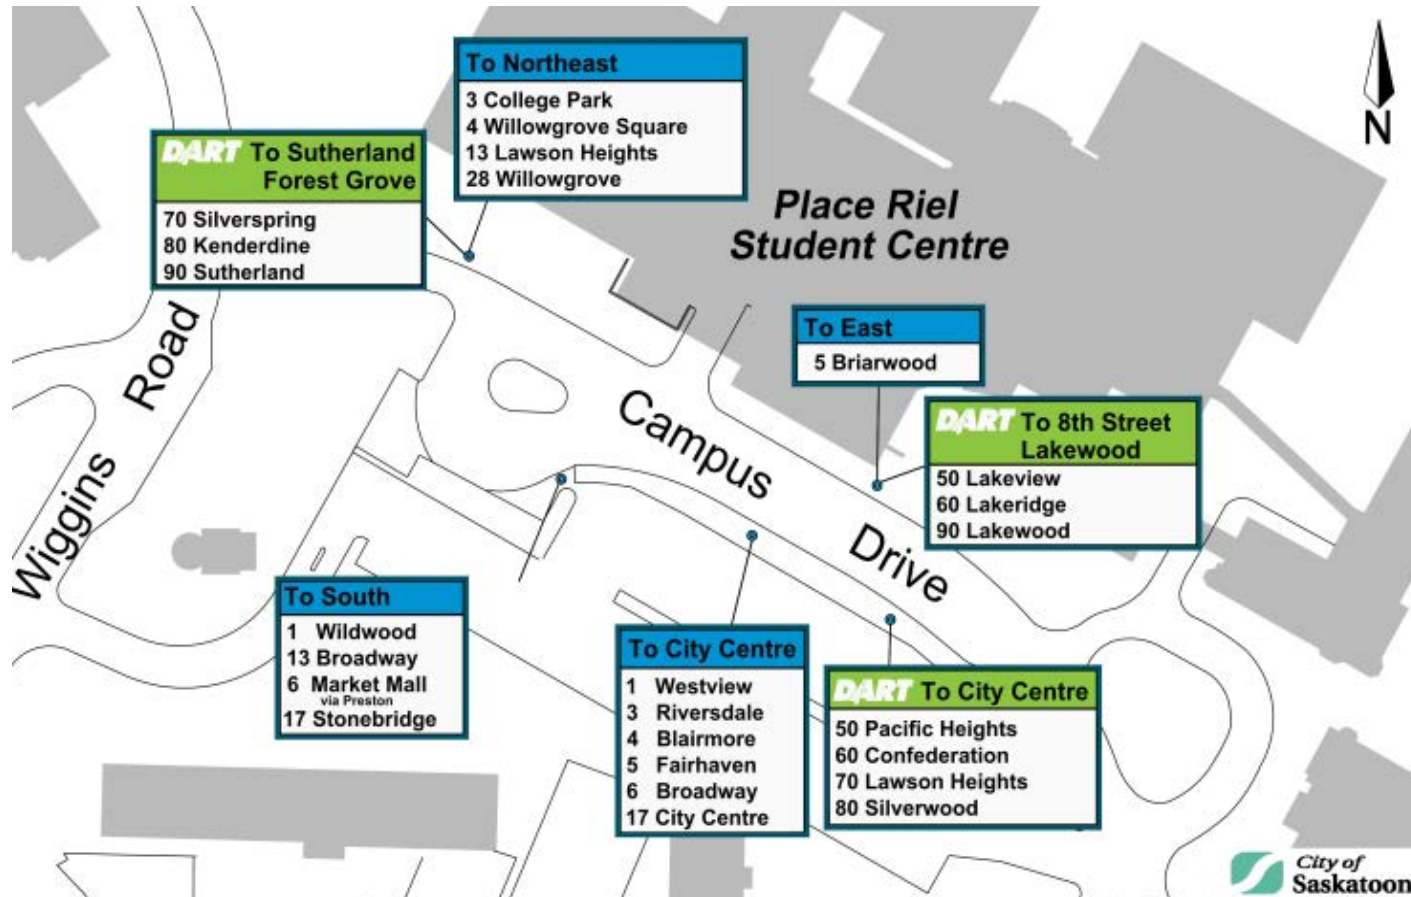 To Northeast
3 College Park
4 Willowgrove Square
13 Lawson Heights
28 Willowgrove
N
DART To Sutherland
Forest Grove
70 Silverspring
80 Kenderdine
90 Sutherland
Place Riel
Student Centre
To East
5 Briarwood
DART To 8th Street
Lakewood
50 Lakeview
60 Lakeridge
90 Lakewood
Wiggins Road
Campus Drive
To South
1 Wildwood
13 Broadway
6 Market Mall
via Preston
17 Stonebridge
To City Centre
1 Westview
3 Riversdale
4 Blairmore
5 Fairhaven
6 Broadway
17 City Centre
DART To City Centre
50 Pacific Heights
60 Confederation
70 Lawson Heights
80 Silverwood
City of
Saskatoon